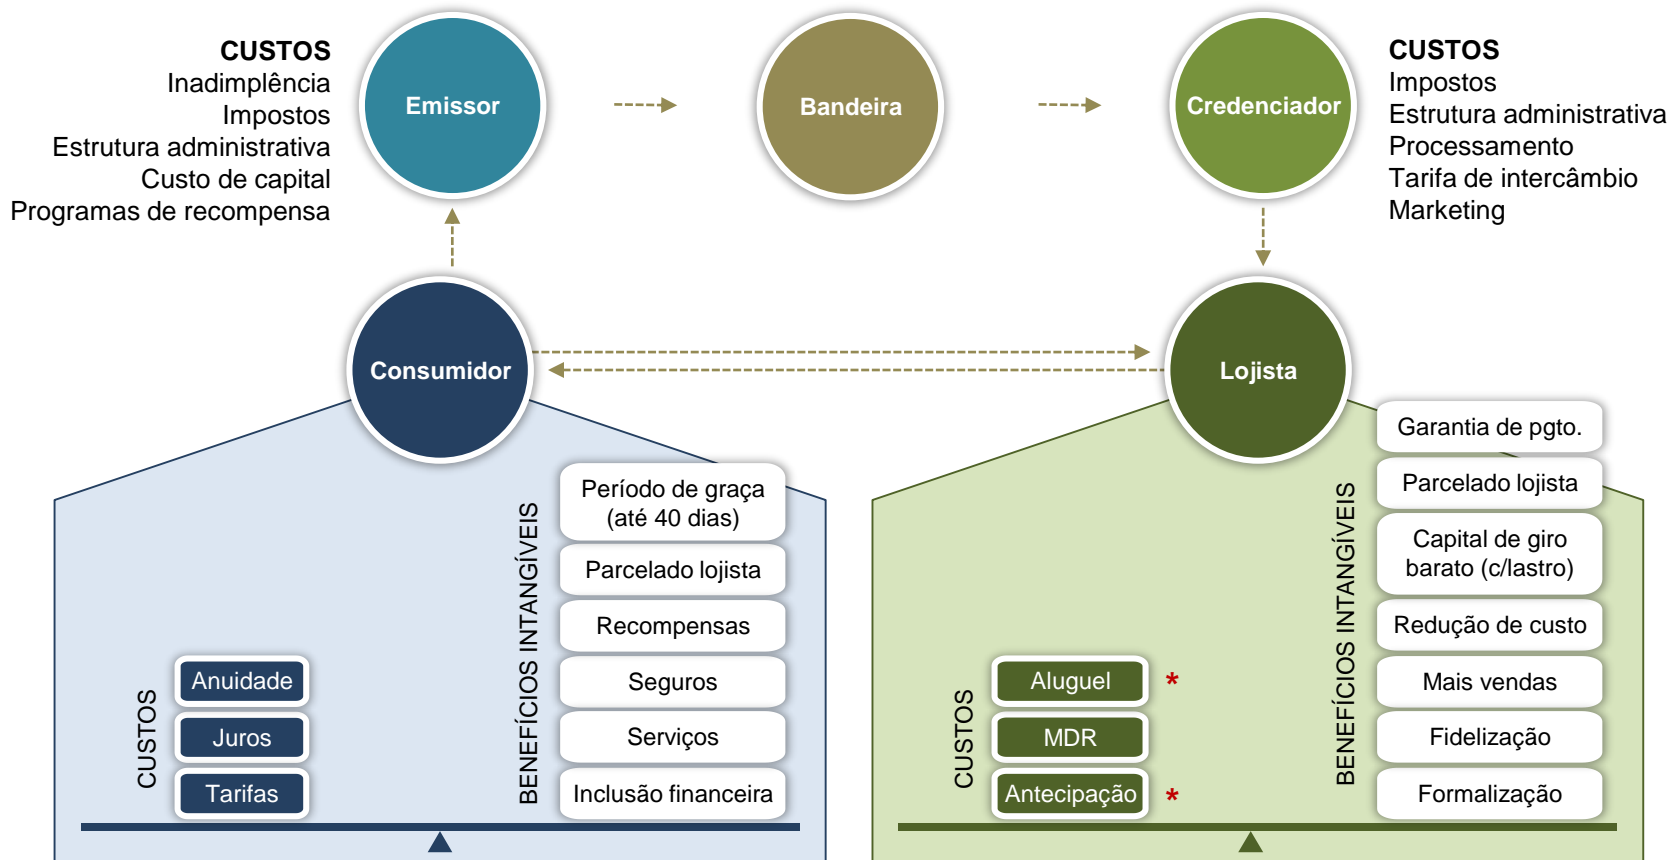 CUSTOS
Inadimplência
Impostos
Estrutura administrativa
Custo de capital
Programas de recompensa
Emissor
Bandeira
Credenciador
CUSTOS
Impostos
Estrutura administrativa
Processamento
Tarifa de intercâmbio
Marketing
Consumidor
Lojista
CUSTOS
Anuidade
Juros
Tarifas
BENEFÍCIOS INTANGÍVEIS
Período de graça
(até 40 dias)
Parcelado lojista
Recompensas
Seguros
Serviços
Inclusão financeira
CUSTOS
Aluguel *
MDR
Antecipação *
BENEFÍCIOS INTANGÍVEIS
Garantia de pgto.
Parcelado lojista
Capital de giro
barato (c/lastro)
Redução de custo
Mais vendas
Fidelização
Formalização